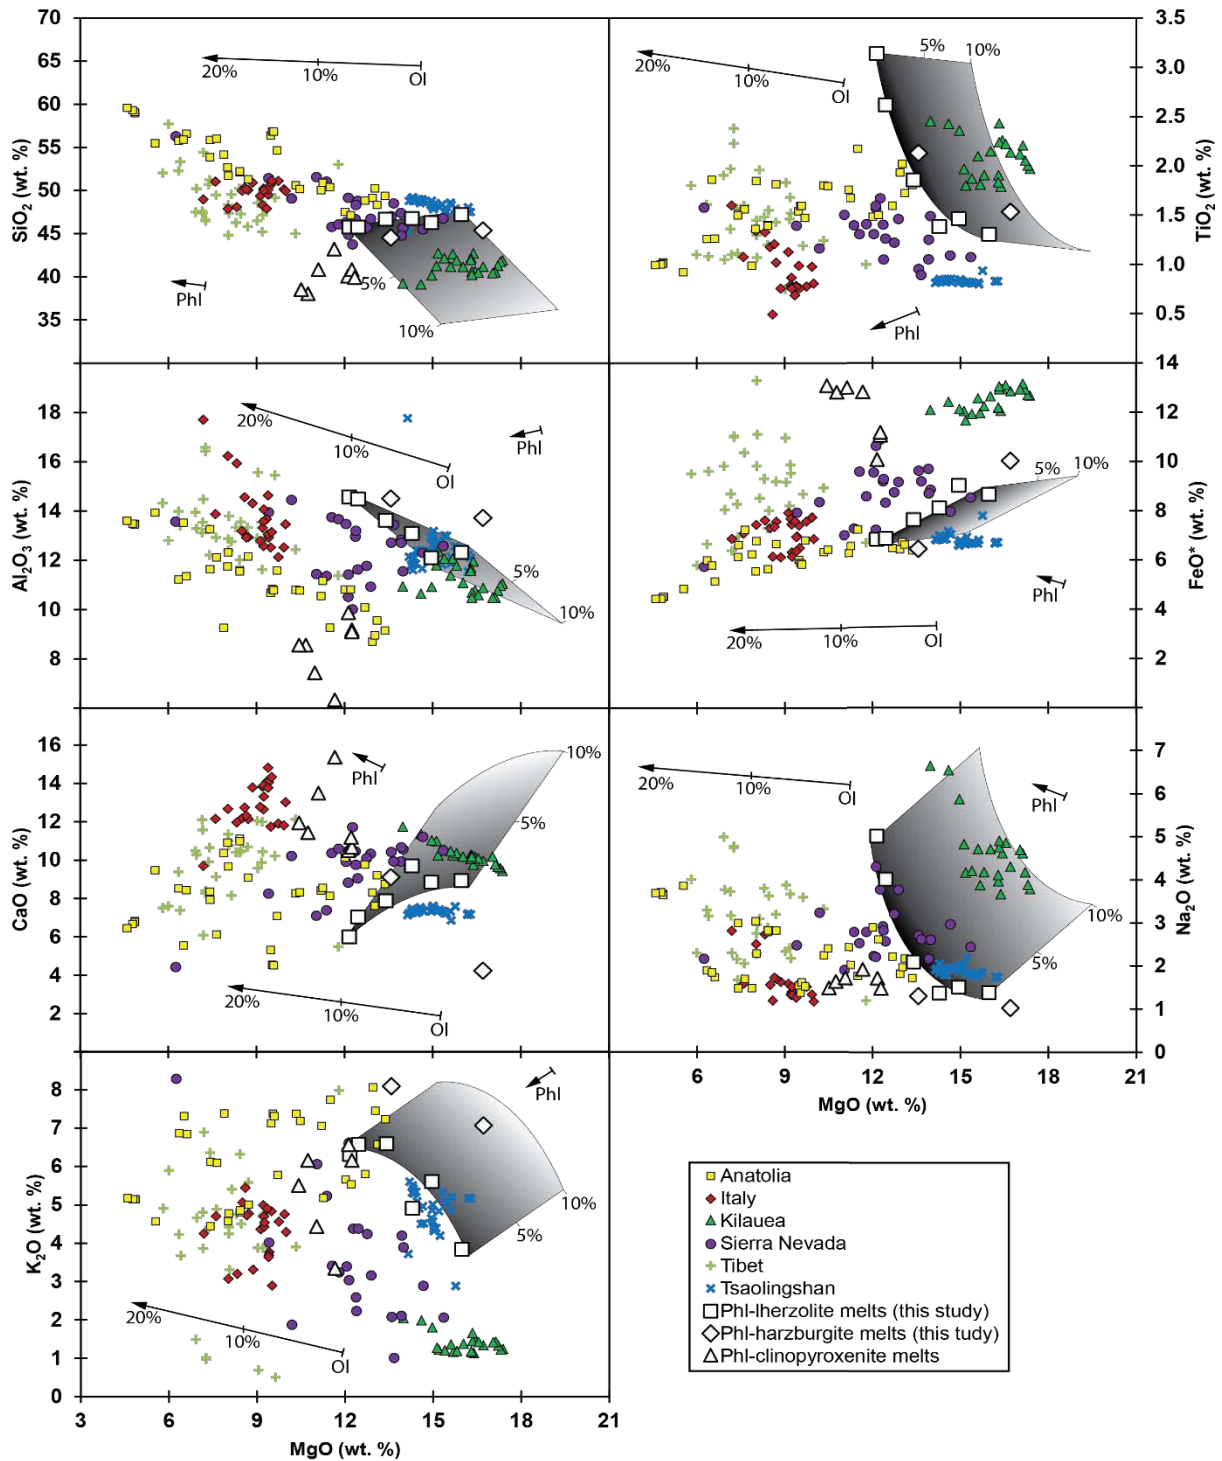 70
65
60
55
50
45
40
35
SiO2 (wt. %)
20%
10%
Ol
Phl
5%
10%
3.5
3.0
2.5
2.0
1.5
1.0
0.5
14
TiO2 (wt. %)
20%
10%
Ol
5%
10%
Phl
18
16
14
12
10
8
Al2O3 (wt. %)
20%
10%
Ol
Phl
5%
10%
12
10
8
6
4
2
FeO* (wt. %)
5%
10%
Phl
20%
10%
Ol
16
14
12
10
8
6
4
2
0
CaO (wt. %)
Phl
10%
5%
20%
10%
Ol
7
6
5
4
3
2
1
0
Na2O (wt. %)
20%
10%
Ol
Phl
10%
5%
6
9
12
15
18
21
MgO (wt. %)
8
7
6
5
4
3
2
1
0
K2O (wt. %)
Phl
10%
5%
20%
10%
Ol
3
6
9
12
15
18
21
MgO (wt. %)
Anatolia
Italy
Kilauea
Sierra Nevada
Tibet
Tsaolingshan
Phl-lherzolite melts (this study)
Phl-harzburgite melts (this tudy)
Phl-clinopyroxenite melts